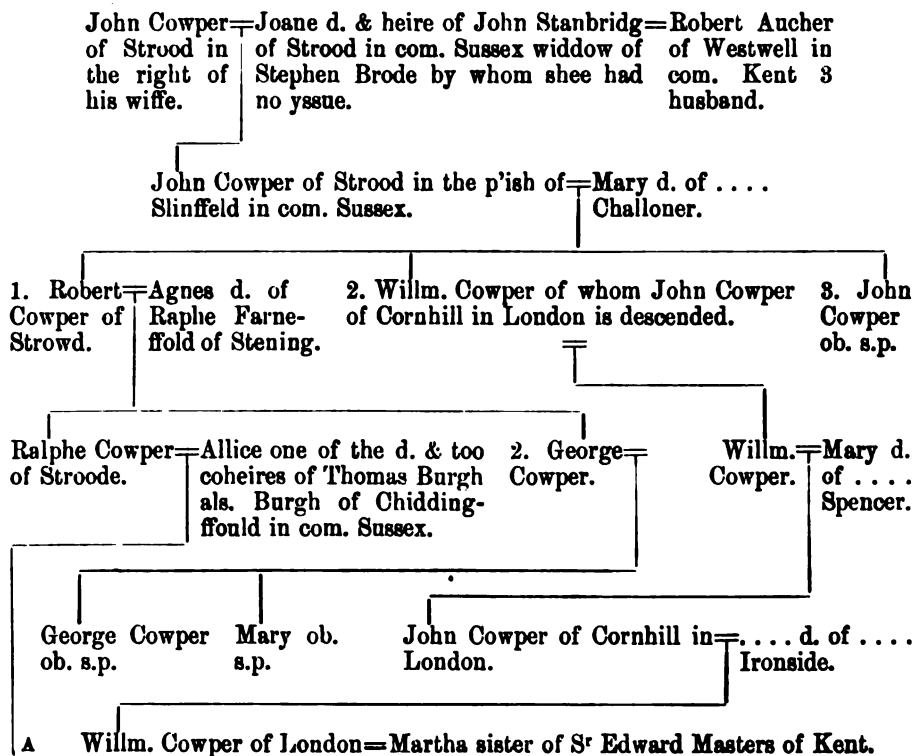 John Cowper=Joane d. & heire of John Stanbridg=Robert Aucher
of Strood in of Strood in com. Sussex widdow of of Westwell in
the right of Stephen Brode by whom shee had com. Kent 3
his wiffe. no yssue. husband.
John Cowper of Strood in the p'ish of=Mary d. of ....
Slinffeld in com. Sussex. Challoner.
1. Robert=Agnes d. of 2. Willm. Cowper of whom John Cowper 3. John
Cowper of Raphe Farne- of Cornhill in London is descended. Cowper
Strowd. ffold of Stening. ob. s.p.
=
Ralphe Cowper=Allice one of the d. & too 2. George= Willm.=Mary d.
of Stroode. coheires of Thomas Burgh Cowper. Cowper. of ....
als. Burgh of Chidding- Spencer.
ffould in com. Sussex.
George Cowper Mary ob. John Cowper of Cornhill in=.... d. of ....
ob. s.p. s.p. London. Ironside.
A Willm. Cowper of London=Martha sister of Sʳ Edward Masters of Kent.